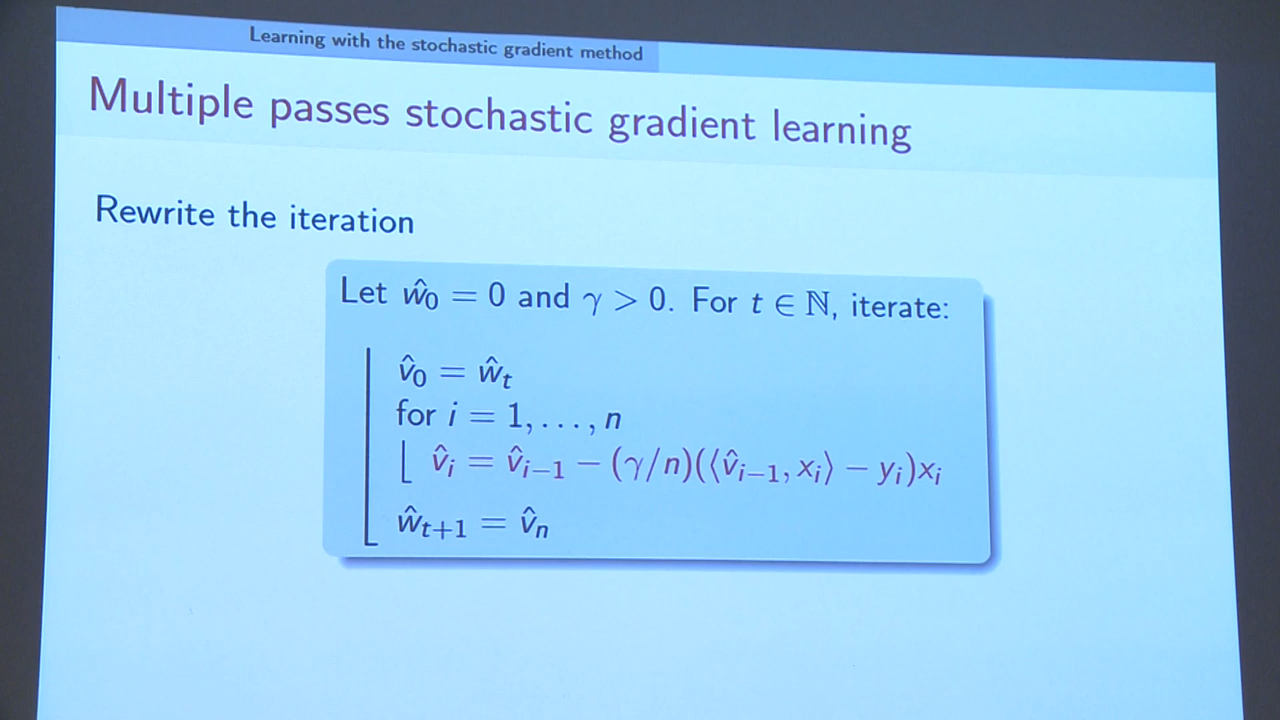 Learning with the stochastic gradient method
Multiple passes stochastic gradient learning
Rewrite the iteration
Let ŵ₀ = 0 and γ > 0. For t ∈ ℕ, iterate:
v̂₀ = ŵₜ
for i = 1, . . . , n
v̂ᵢ = v̂ᵢ₋₁ − (γ/n)(⟨v̂ᵢ₋₁, xᵢ⟩ − yᵢ)xᵢ
ŵₜ₊₁ = v̂ₙ